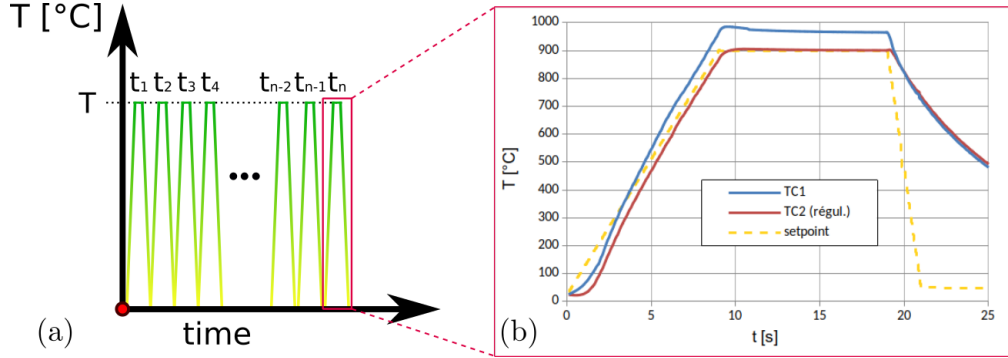 T [°C]
t1 t2 t3 t4 tn-2 tn-1 tn
T
•••
(a)
time
1000
900
800
700
600
500
400
300
200
100
0
T [°C]
TC1
TC2 (régul.)
setpoint
0 5 10 15 20 25
t [s]
(b)